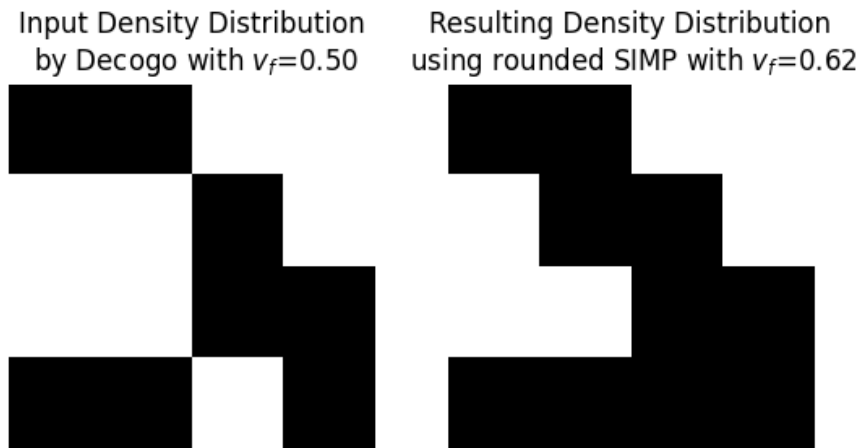 Input Density Distribution
by Decogo with v_f=0.50
Resulting Density Distribution
using rounded SIMP with v_f=0.62